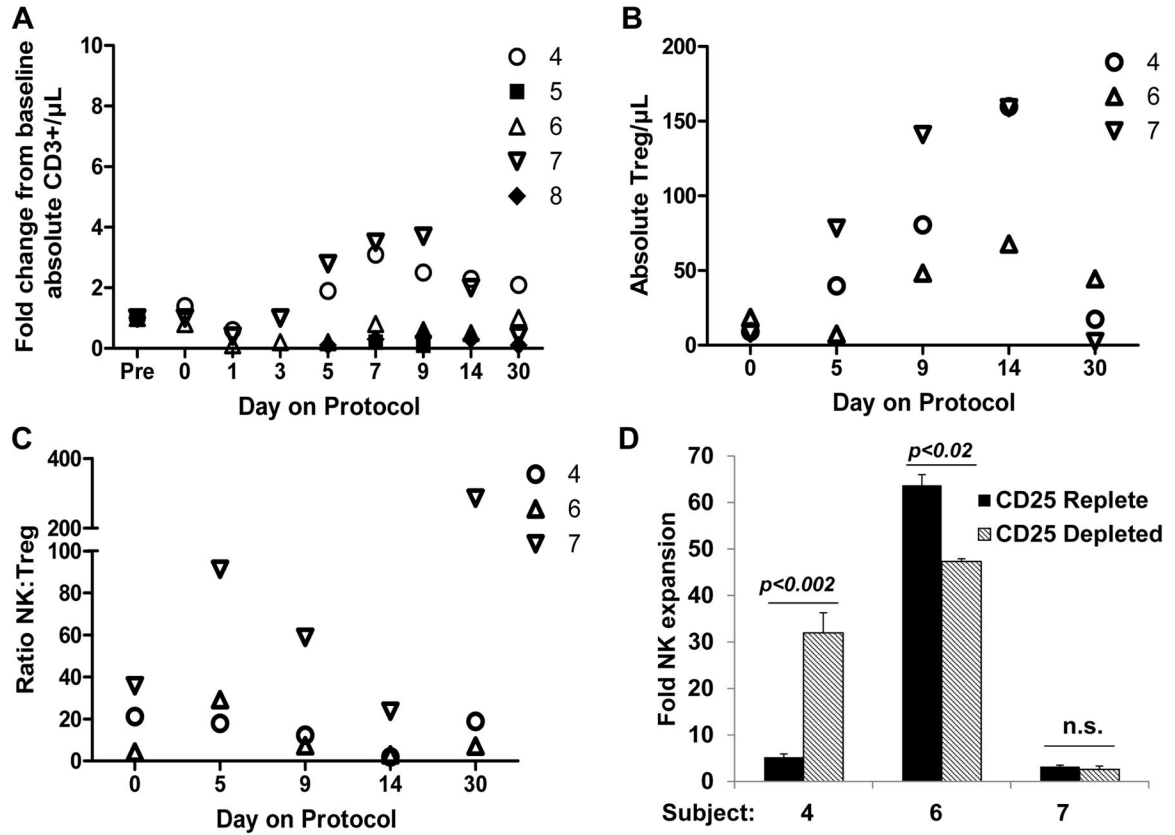 A
Fold change from baseline
absolute CD3+/μL
10
8
6
4
2
0
Pre 0 1 3 5 7 9 14 30
Day on Protocol
4
5
6
7
8
B
Absolute Treg/μL
200
150
100
50
0
0 5 9 14 30
Day on Protocol
4
6
7
C
Ratio NK:Treg
400
200
100
80
60
40
20
0
0 5 9 14 30
Day on Protocol
4
6
7
D
Fold NK expansion
70
60
50
40
30
20
10
0
p<0.002
p<0.02
n.s.
CD25 Replete
CD25 Depleted
Subject: 4 6 7